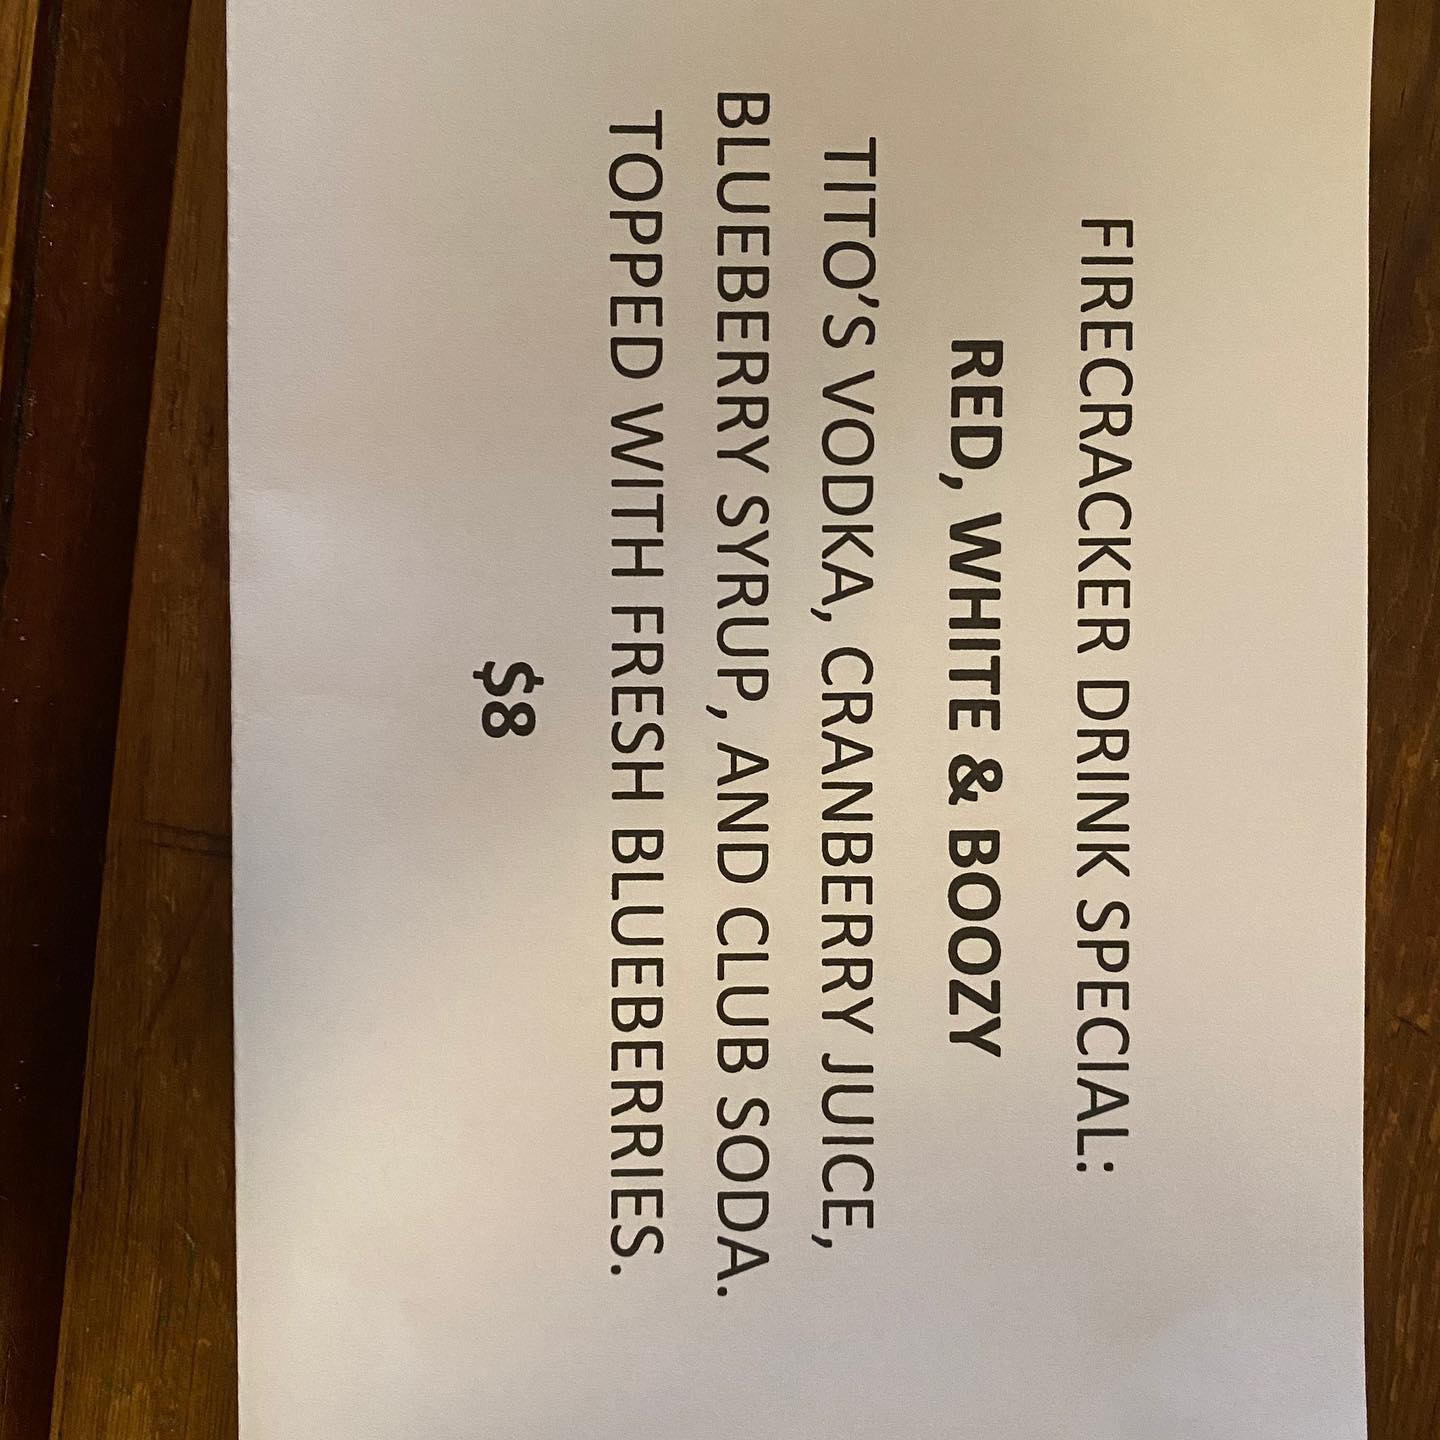 FIRECRACKER DRINK SPECIAL:
RED, WHITE & BOOZY
TITO'S VODKA, CRANBERRY JUICE,
BLUEBERRY SYRUP, AND CLUB SODA.
TOPPED WITH FRESH BLUEBERRIES.
$8